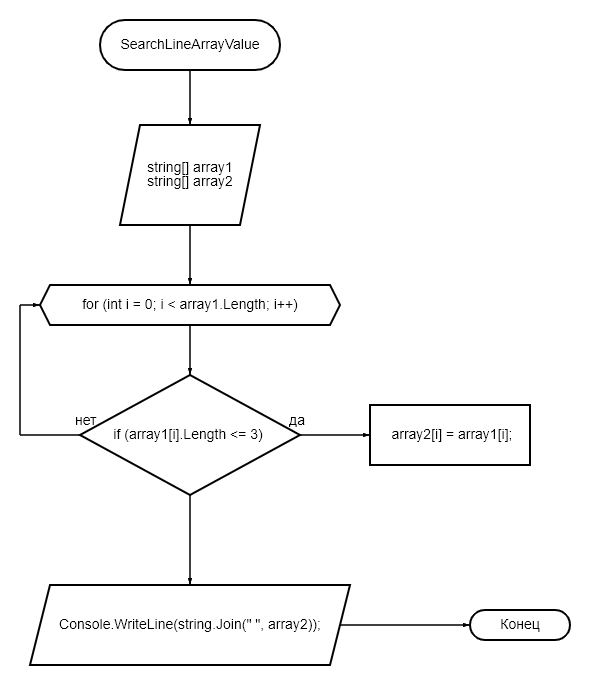 SearchLineArrayValue
string[] array1
string[] array2
for (int i = 0; i < array1.Length; i++)
нет
да
if (array1[i].Length <= 3)
array2[i] = array1[i];
Console.WriteLine(string.Join(" ", array2));
Конец